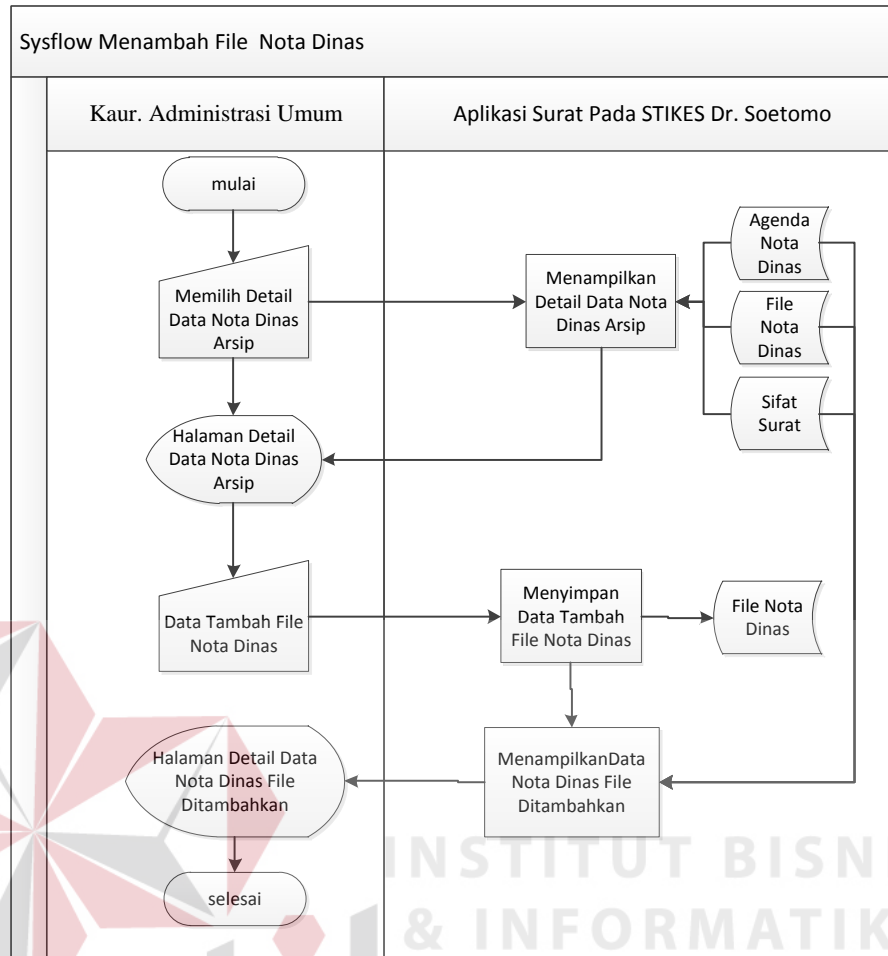 Sysflow Menambah File Nota Dinas
Kaur. Administrasi Umum
Aplikasi Surat Pada STIKES Dr. Soetomo
mulai
Memilih Detail
Data Nota Dinas
Arsip
Menampilkan
Detail Data Nota
Dinas Arsip
Agenda
Nota
Dinas
File
Nota
Dinas
Sifat
Surat
Halaman Detail
Data Nota Dinas
Arsip
Data Tambah File
Nota Dinas
Menyimpan
Data Tambah
File Nota Dinas
File Nota
Dinas
MenampilkanData
Nota Dinas File
Ditambahkan
Halaman Detail Data
Nota Dinas File
Ditambahkan
selesai
INSTITUT BISNI
& INFORMATIK